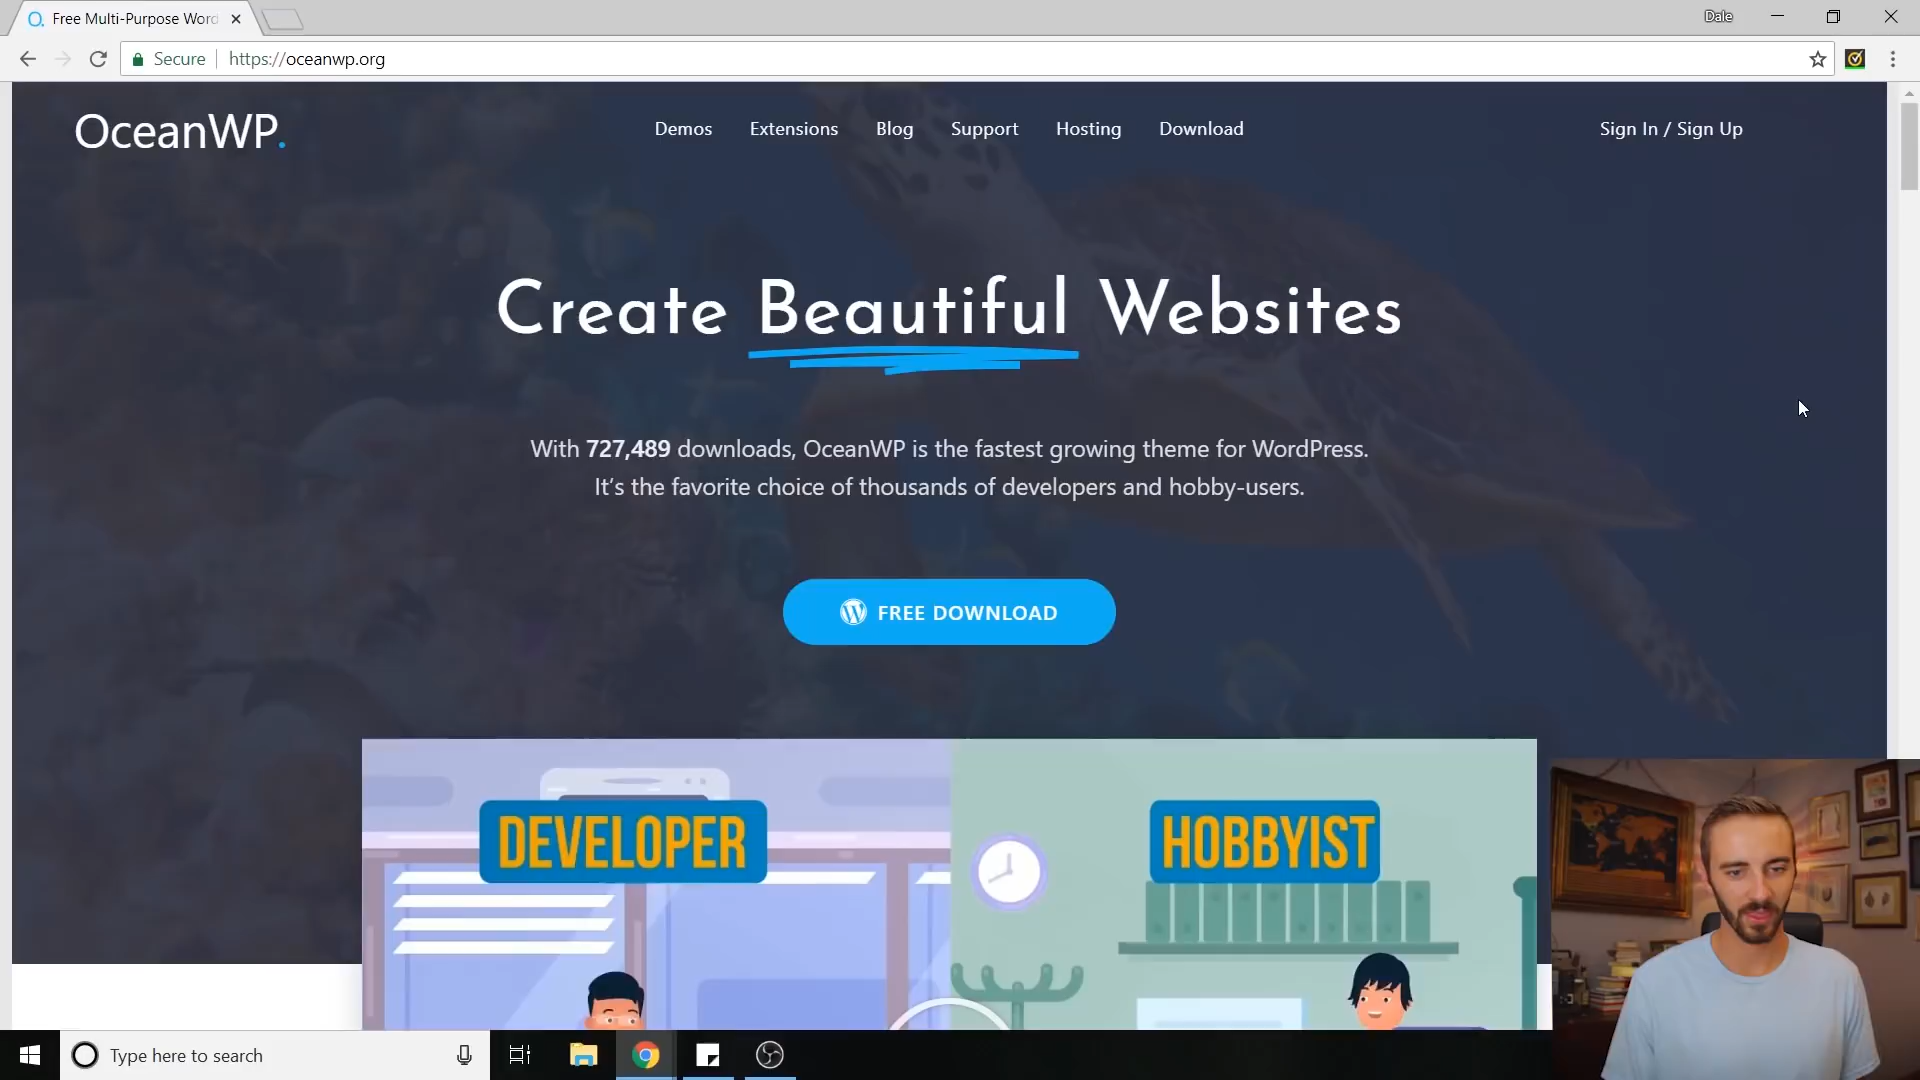 Free Multi-Purpose Word
Dale
Secure
https://oceanwp.org
OceanWP.
Demos
Extensions
Blog
Support
Hosting
Download
Sign In / Sign Up
Create Beautiful Websites
With 727,489 downloads, OceanWP is the fastest growing theme for WordPress.
It's the favorite choice of thousands of developers and hobby-users.
FREE DOWNLOAD
DEVELOPER
HOBBYIST
Type here to search